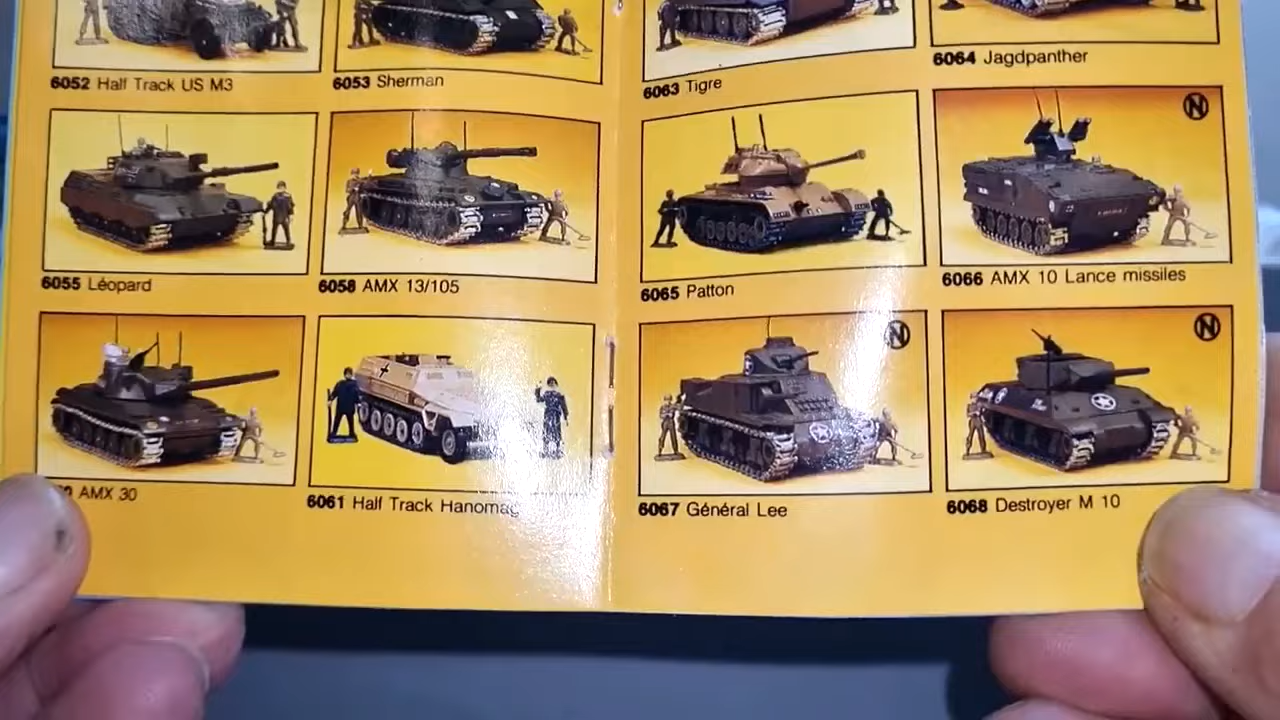 6052 Half Track US M3
6053 Sherman
6063 Tigre
6064 Jagdpanther
6055 Léopard
6058 AMX 13/105
6065 Patton
N
6066 AMX 10 Lance missiles
0 AMX 30
6061 Half Track Hanomag
N
6067 Général Lee
N
6068 Destroyer M 10